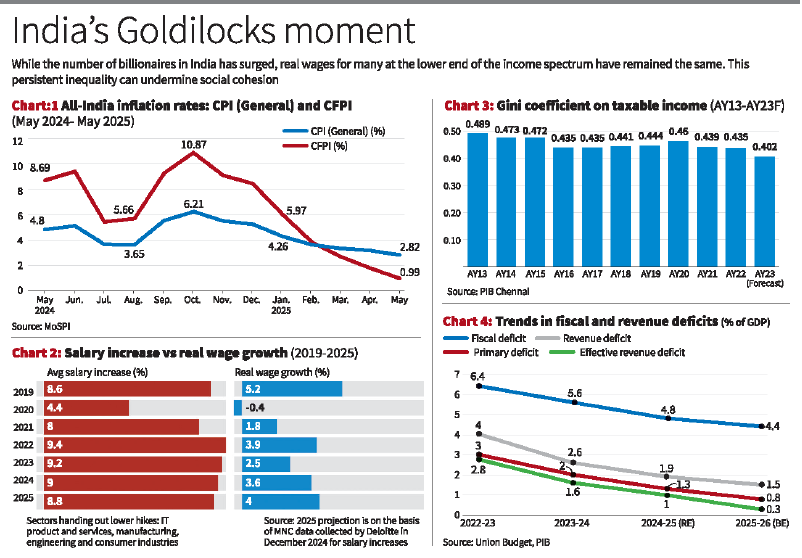 India's Goldilocks moment
While the number of billionaires in India has surged, real wages for many at the lower end of the income spectrum have remained the same. This
persistent inequality can undermine social cohesion
Chart:1 All-India inflation rates: CPI (General) and CFPI
(May 2024- May 2025)
CPI (General) (%)
CFPI (%)
12
10
8
6
4
2
0
8.69
4.8
5.66
3.65
10.87
6.21
5.97
4.26
2.82
0.99
May Jun. Jul. Aug. Sep. Oct. Nov. Dec. Jan. Feb. Mar. Apr. May
2024 2025
Source: MoSPI
Chart 2: Salary increase vs real wage growth (2019-2025)
Avg salary increase (%) Real wage growth (%)
2019 8.6 5.2
2020 4.4 -0.4
2021 8 1.8
2022 9.4 3.9
2023 9.2 2.5
2024 9 3.6
2025 8.8 4
Sectors handing out lower hikes: IT
product and services, manufacturing,
engineering and consumer industries
Source: 2025 projection is on the basis
of MNC data collected by Deloitte in
December 2024 for salary increases
Chart 3: Gini coefficient on taxable income (AY13-AY23F)
0.50
0.40
0.30
0.20
0.10
0.489 0.473 0.472 0.435 0.435 0.441 0.444 0.46 0.439 0.435 0.402
AY13 AY14 AY15 AY16 AY17 AY18 AY19 AY20 AY21 AY22 AY23
(Forecast)
Source: PIB Chennai
Chart 4: Trends in fiscal and revenue deficits (% of GDP)
Fiscal deficit Revenue deficit
Primary deficit Effective revenue deficit
7
6
5
4
3
2
1
0
6.4
5.6
4.8
4.4
4
2.6
1.9
1.5
3
2
1.3
0.8
2.8
1.6
1
0.3
2022-23 2023-24 2024-25 (RE) 2025-26 (BE)
Source: Union Budget, PIB